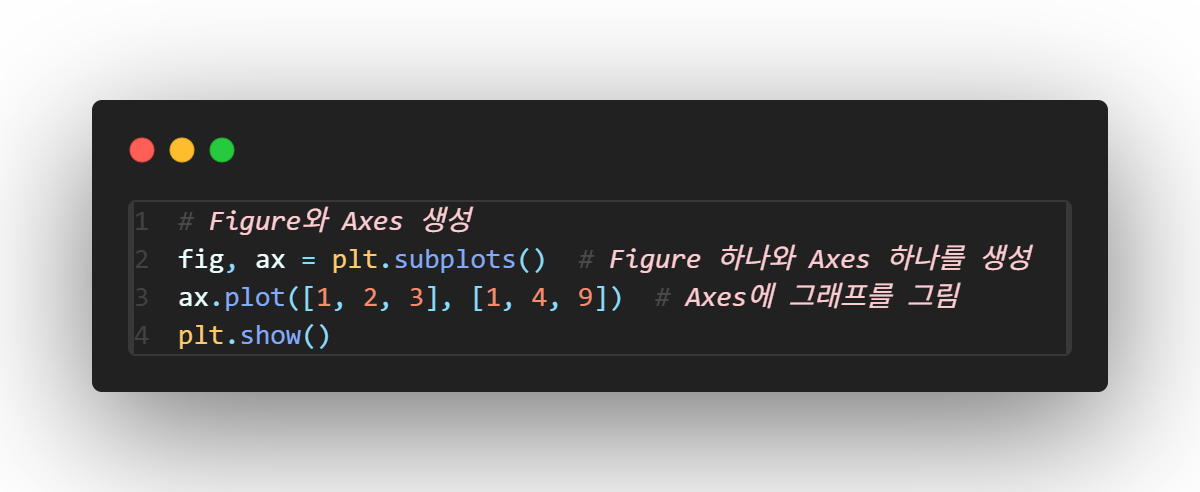 1 # Figure와 Axes 생성
2 fig, ax = plt.subplots()  # Figure 하나와 Axes 하나를 생성
3 ax.plot([1, 2, 3], [1, 4, 9])  # Axes에 그래프를 그림
4 plt.show()